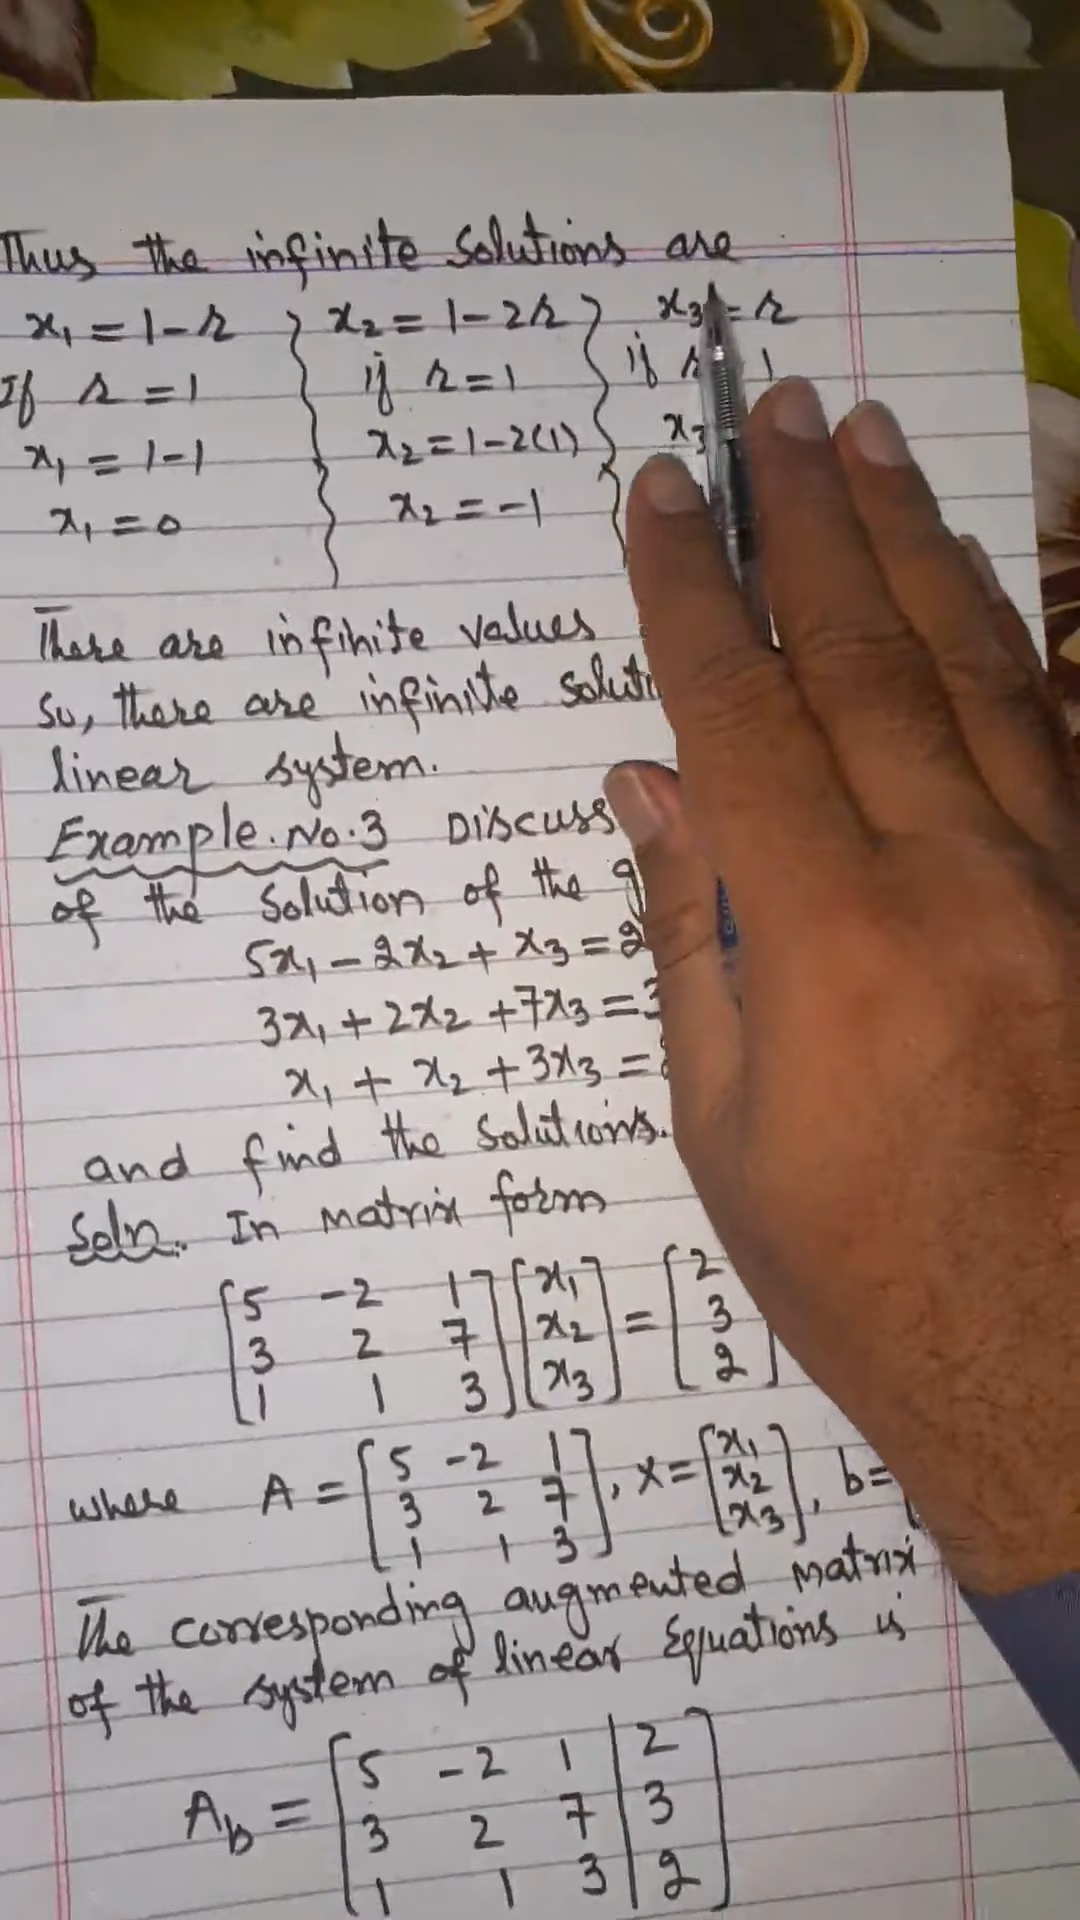 Thus the infinite solutions are
x₁ = 1-r } x₂ = 1-2r } x₃ = r
If r = 1 if r = 1 if 1
x₁ = 1-1 x₂ = 1-2(1) x₃
x₁ = 0 x₂ = -1
There are infinite values
So, there are infinite
linear system.
Example.No.3 Discuss
of the solution of the
5x₁ - 2x₂ + x₃ = 2
3x₁ + 2x₂ + 7x₃ = 3
x₁ + x₂ + 3x₃ =
and find the solutions.
Soln. In matrix form
[5 -2 1] [x₁] = [2
3 2 7 x₂ 3
1 1 3 x₃ 2]
where A = [5 -2 1], x = [x₁], b =
3 2 7 x₂
1 1 3 x₃
The corresponding augmented matrix
of the system of linear Equations is
A_b = [5 -2 1 | 2]
3 2 7 | 3
1 1 3 | 2